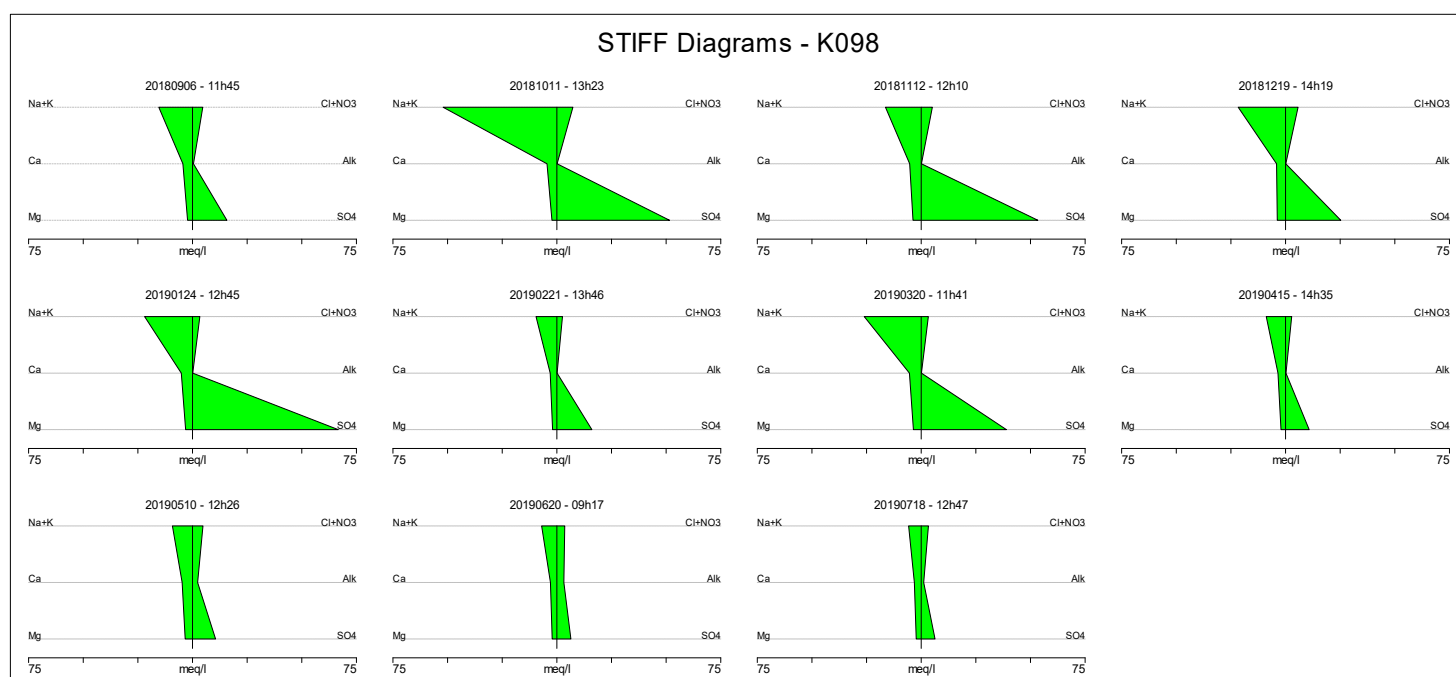 STIFF Diagrams - K098
20180906 - 11h45
Na+K Cl+NO3
Ca Alk
Mg SO4
75 meq/l 75
20181011 - 13h23
Na+K Cl+NO3
Ca Alk
Mg SO4
75 meq/l 75
20181112 - 12h10
Na+K Cl+NO3
Ca Alk
Mg SO4
75 meq/l 75
20181219 - 14h19
Na+K Cl+NO3
Ca Alk
Mg SO4
75 meq/l 75
20190124 - 12h45
Na+K Cl+NO3
Ca Alk
Mg SO4
75 meq/l 75
20190221 - 13h46
Na+K Cl+NO3
Ca Alk
Mg SO4
75 meq/l 75
20190320 - 11h41
Na+K Cl+NO3
Ca Alk
Mg SO4
75 meq/l 75
20190415 - 14h35
Na+K Cl+NO3
Ca Alk
Mg SO4
75 meq/l 75
20190510 - 12h26
Na+K Cl+NO3
Ca Alk
Mg SO4
75 meq/l 75
20190620 - 09h17
Na+K Cl+NO3
Ca Alk
Mg SO4
75 meq/l 75
20190718 - 12h47
Na+K Cl+NO3
Ca Alk
Mg SO4
75 meq/l 75